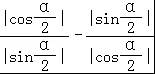 |cos α/2| / |sin α/2| - |sin α/2| / |cos α/2|